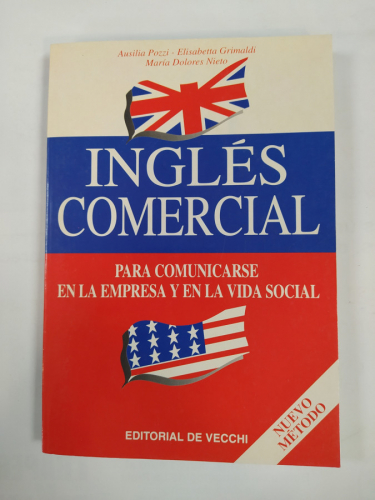 Ausilia Pozzi - Elisabetta Grimaldi
María Dolores Nieto
INGLÉS
COMERCIAL
PARA COMUNICARSE
EN LA EMPRESA Y EN LA VIDA SOCIAL
NUEVO
MÉTODO
EDITORIAL DE VECCHI